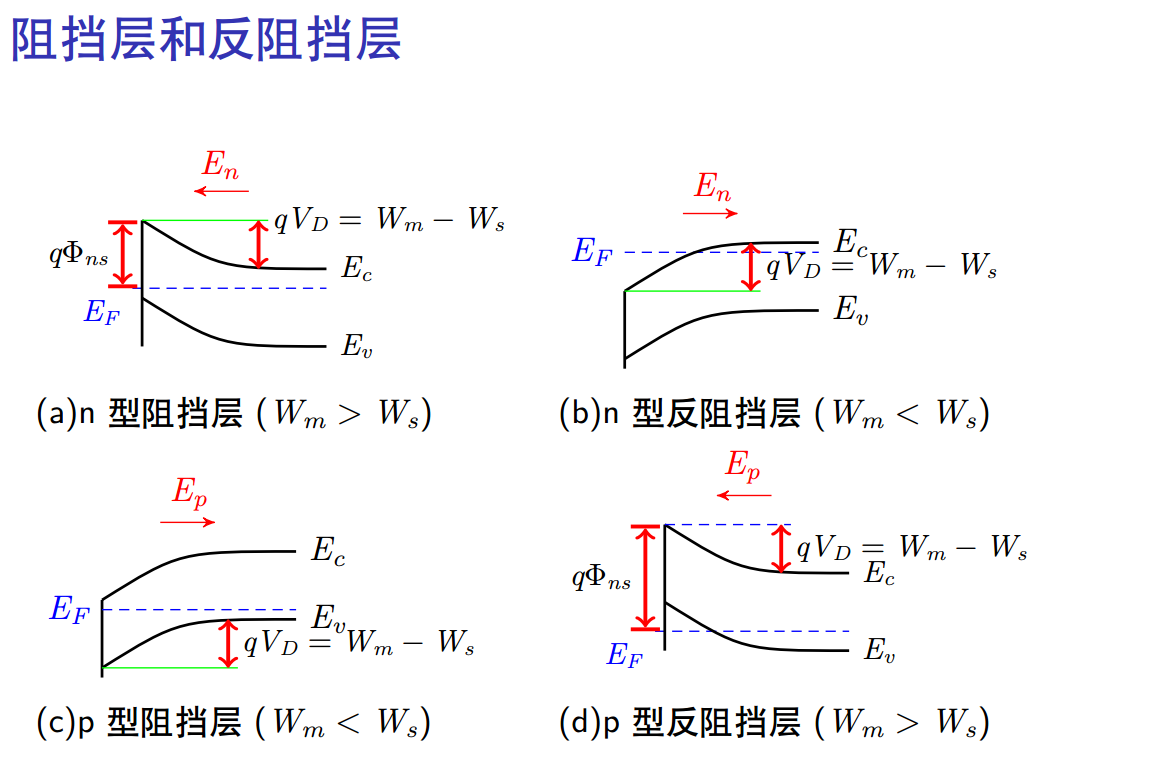 阻挡层和反阻挡层
E_n
qV_D = W_m − W_s
qΦ_ns
E_c
E_F
E_v
(a)n 型阻挡层 (W_m > W_s)
E_n
E_F
E_c
qV_D = W_m − W_s
E_v
(b)n 型反阻挡层 (W_m < W_s)
E_p
E_c
E_F
E_v
qV_D = W_m − W_s
(c)p 型阻挡层 (W_m < W_s)
E_p
qV_D = W_m − W_s
qΦ_ns
E_c
E_F
E_v
(d)p 型反阻挡层 (W_m > W_s)